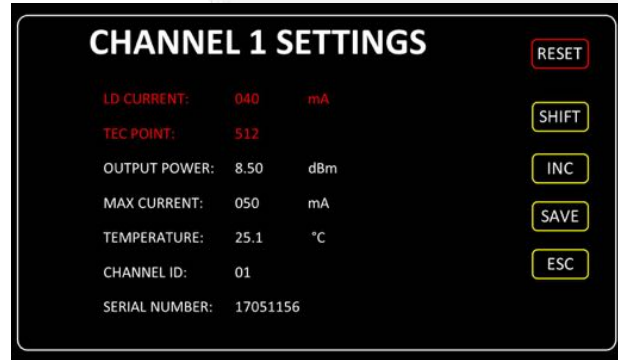 CHANNEL 1 SETTINGS
RESET
LD CURRENT: 040 mA
TEC POINT: 512
SHIFT
OUTPUT POWER: 8.50 dBm
INC
MAX CURRENT: 050 mA
SAVE
TEMPERATURE: 25.1 °C
ESC
CHANNEL ID: 01
SERIAL NUMBER: 17051156